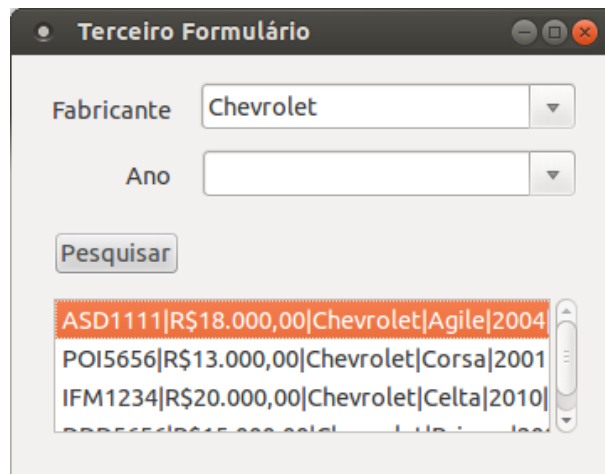 Terceiro Formulário
Fabricante Chevrolet
Ano
Pesquisar
ASD1111|R$18.000,00|Chevrolet|Agile|2004|
POI5656|R$13.000,00|Chevrolet|Corsa|2001
IFM1234|R$20.000,00|Chevrolet|Celta|2010|